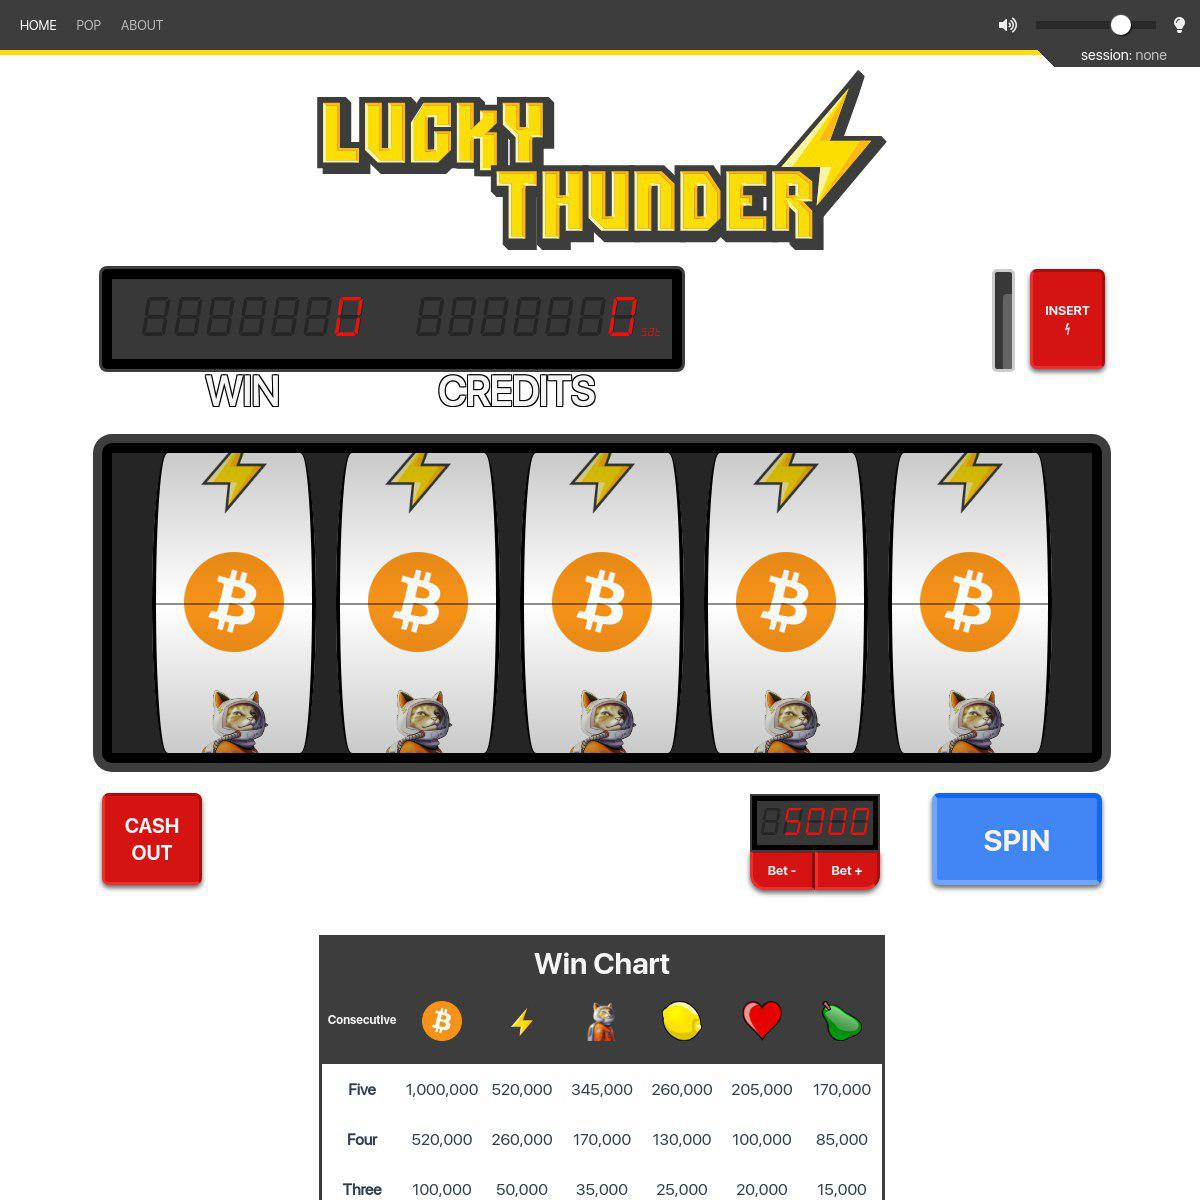 HOME POP ABOUT
session: none
LUCKY
THUNDER
0 0 sat
INSERT
WIN CREDITS
CASH
OUT
5000
Bet - Bet +
SPIN
Win Chart
Consecutive
Five 1,000,000 520,000 345,000 260,000 205,000 170,000
Four 520,000 260,000 170,000 130,000 100,000 85,000
Three 100,000 50,000 35,000 25,000 20,000 15,000